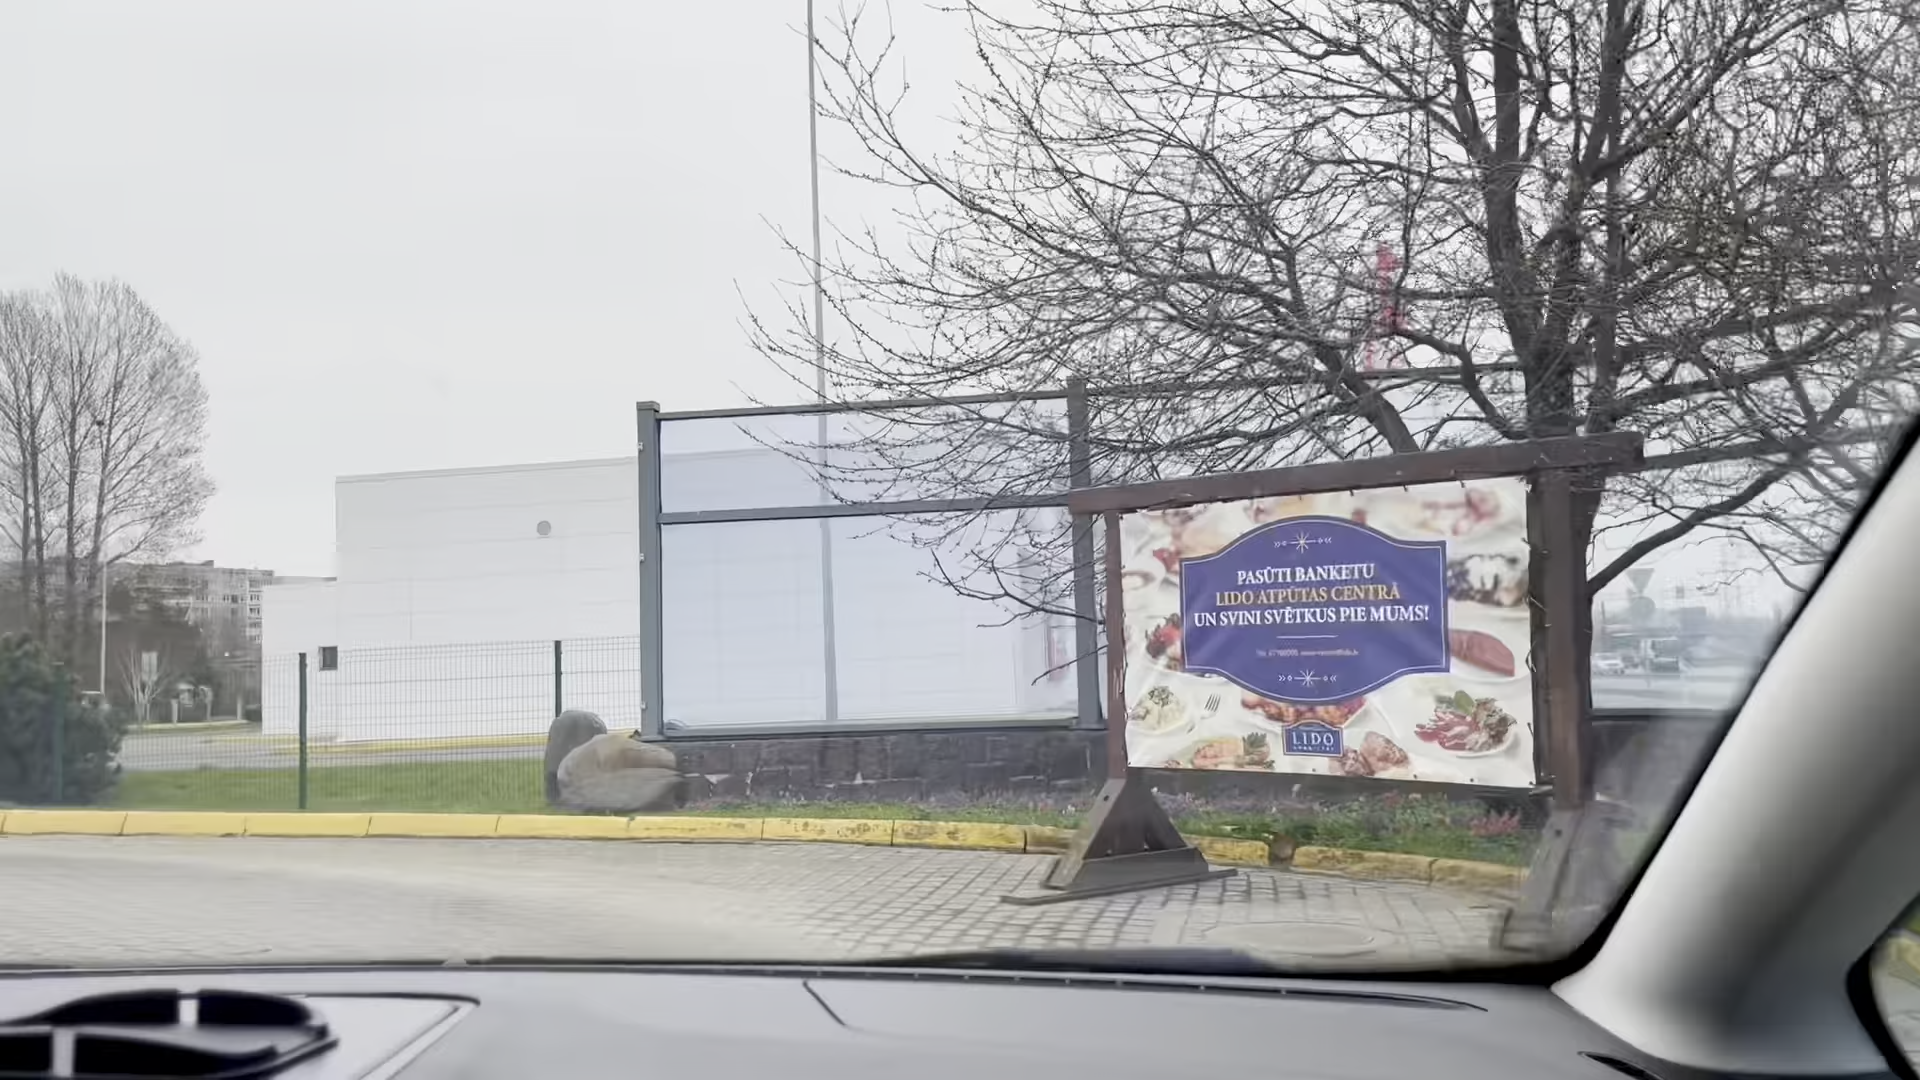 PASŪTI BANKETU
LIDO ATPŪTAS CENTRĀ
UN SVINI SVĒTKUS PIE MUMS!
LIDO